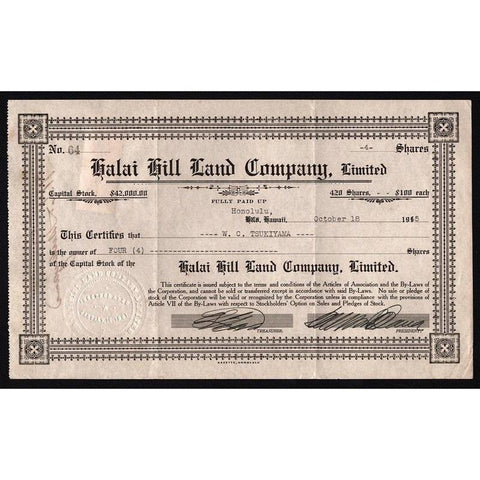 No. 64 -4- Shares
Halai Hill Land Company, Limited
Capital Stock, $42,000.00 420 Shares, - - $100 each
FULLY PAID UP
Honolulu,
Hilo, Hawaii, October 18 1945
This Certifies that ---- W. C. TSUKIYAMA ----
is the owner of FOUR (4) Shares
of the Capital Stock of the Halai Hill Land Company, Limited.
This certificate is issued subject to the terms and conditions of the Articles of Association and the By-Laws of
the Corporation, and cannot be sold or transferred except in accordance with said By-Laws. No sale or pledge of
stock of the Corporation will be valid or recognized by the Corporation unless in compliance with the provisions of
Article VII of the By-Laws with respect to Stockholders' Option on Sales and Pledges of Stock.
TREASURER. PRESIDENT.
GAZETTE, HONOLULU